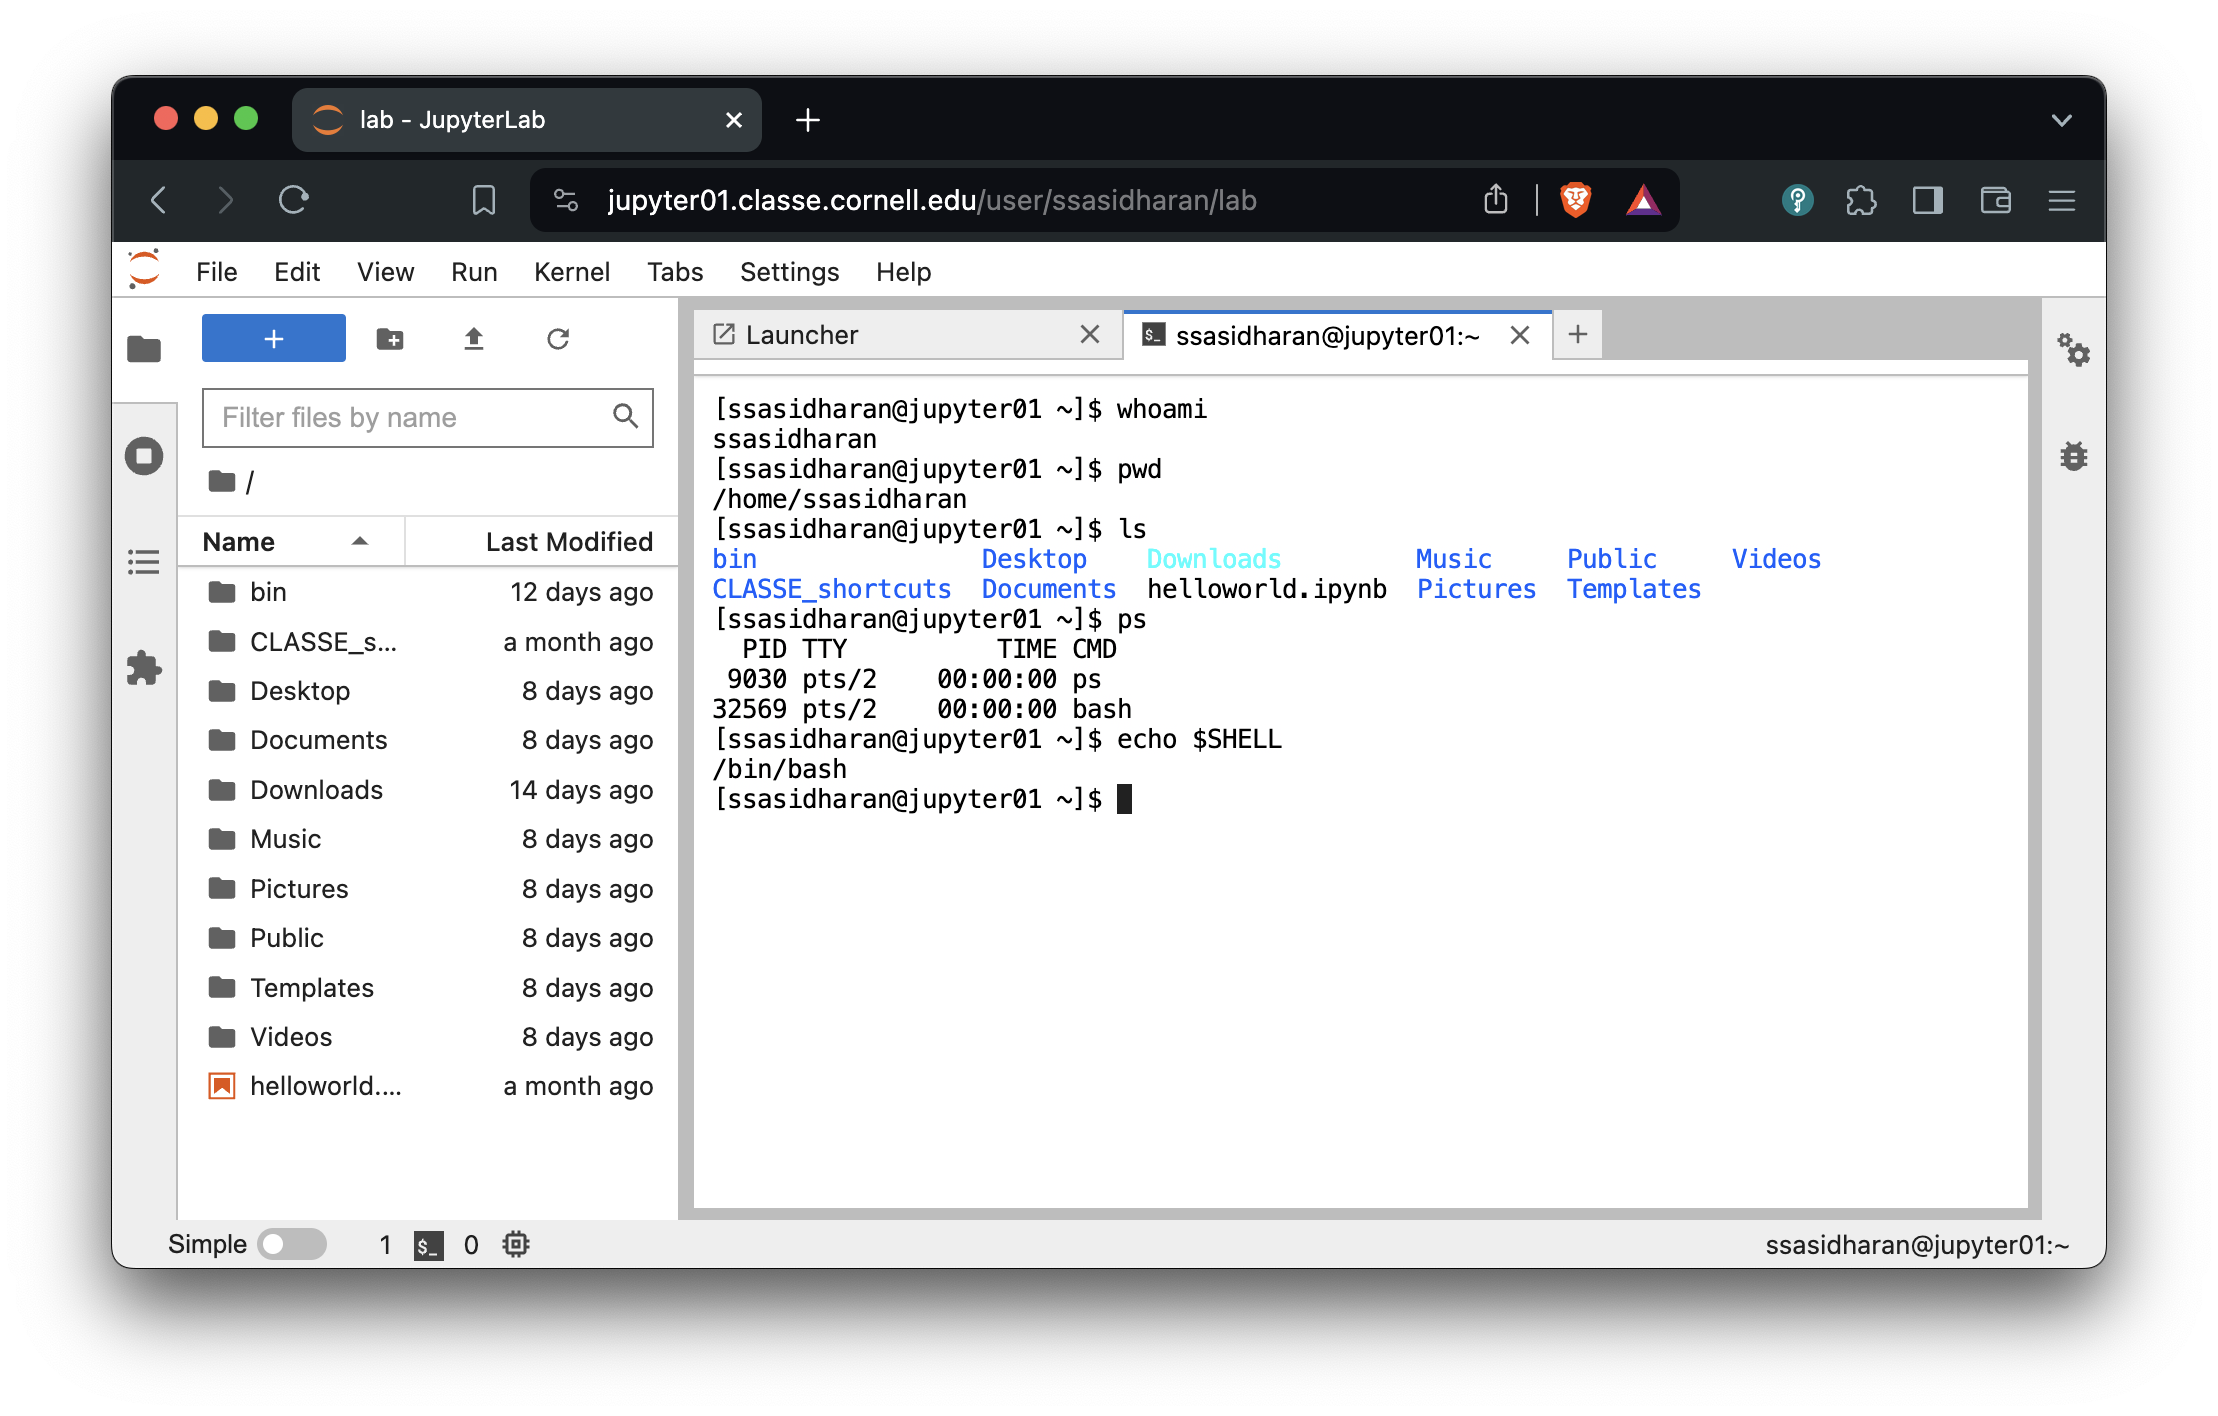 lab - JupyterLab
jupyter01.classe.cornell.edu/user/ssasidharan/lab
File Edit View Run Kernel Tabs Settings Help
Filter files by name
/
Name Last Modified
bin 12 days ago
CLASSE_s... a month ago
Desktop 8 days ago
Documents 8 days ago
Downloads 14 days ago
Music 8 days ago
Pictures 8 days ago
Public 8 days ago
Templates 8 days ago
Videos 8 days ago
helloworld.... a month ago
Launcher
$_ ssasidharan@jupyter01:~
[ssasidharan@jupyter01 ~]$ whoami
ssasidharan
[ssasidharan@jupyter01 ~]$ pwd
/home/ssasidharan
[ssasidharan@jupyter01 ~]$ ls
bin Desktop Downloads Music Public Videos
CLASSE_shortcuts Documents helloworld.ipynb Pictures Templates
[ssasidharan@jupyter01 ~]$ ps
PID TTY TIME CMD
9030 pts/2 00:00:00 ps
32569 pts/2 00:00:00 bash
[ssasidharan@jupyter01 ~]$ echo $SHELL
/bin/bash
[ssasidharan@jupyter01 ~]$
Simple 1 $_ 0 ssasidharan@jupyter01:~